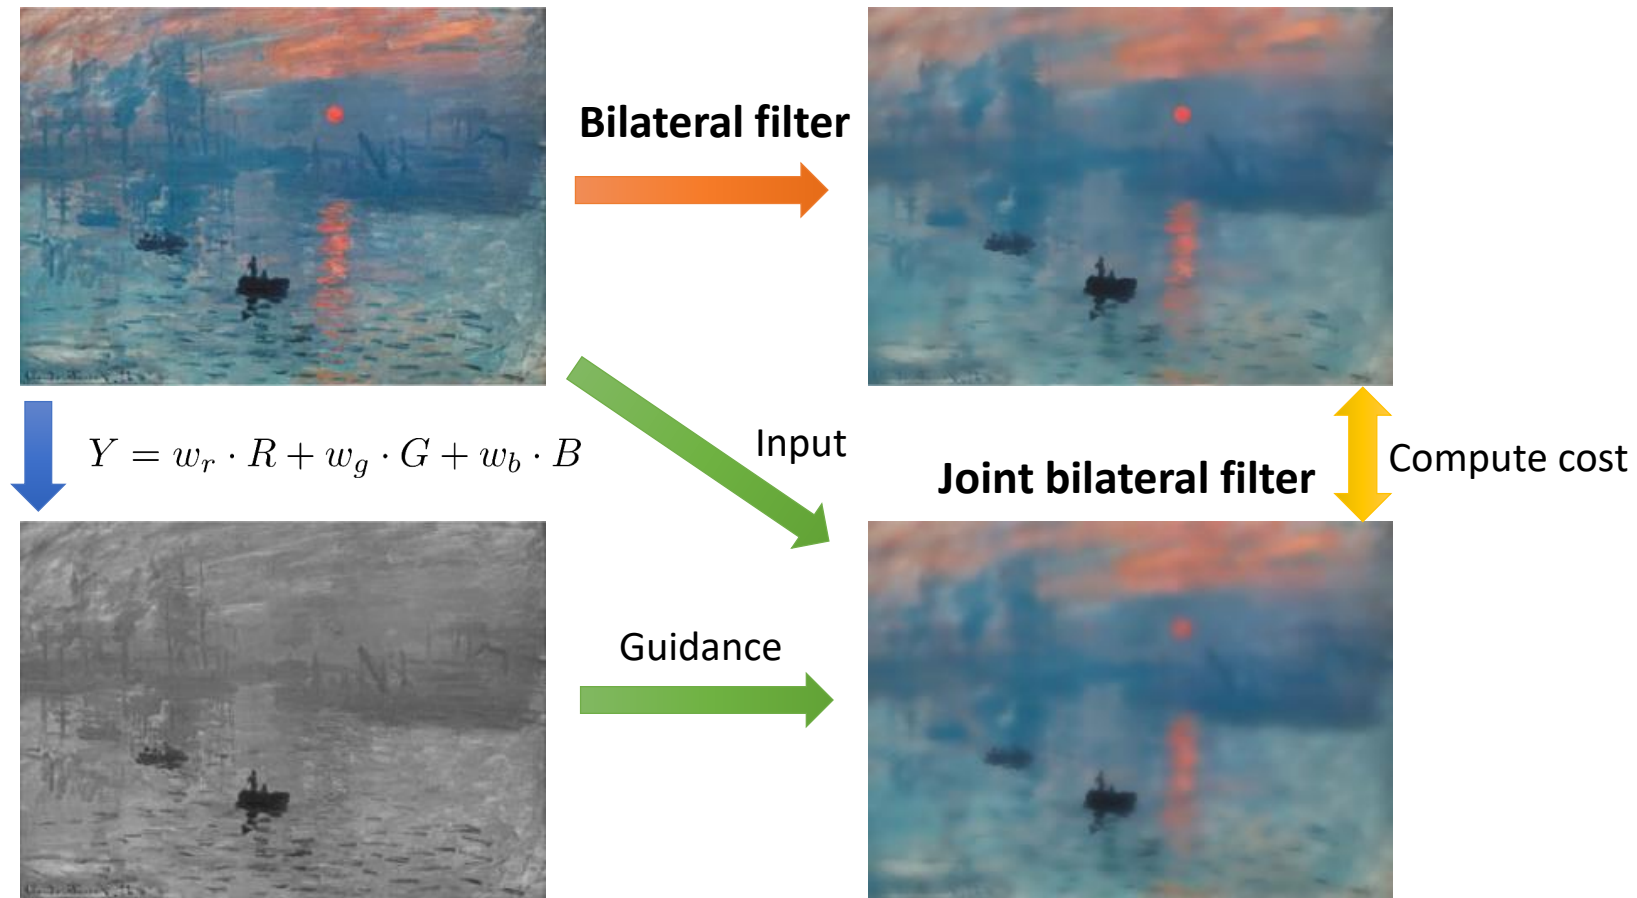 Bilateral filter
Y = w_r · R + w_g · G + w_b · B
Input
Joint bilateral filter
Compute cost
Guidance